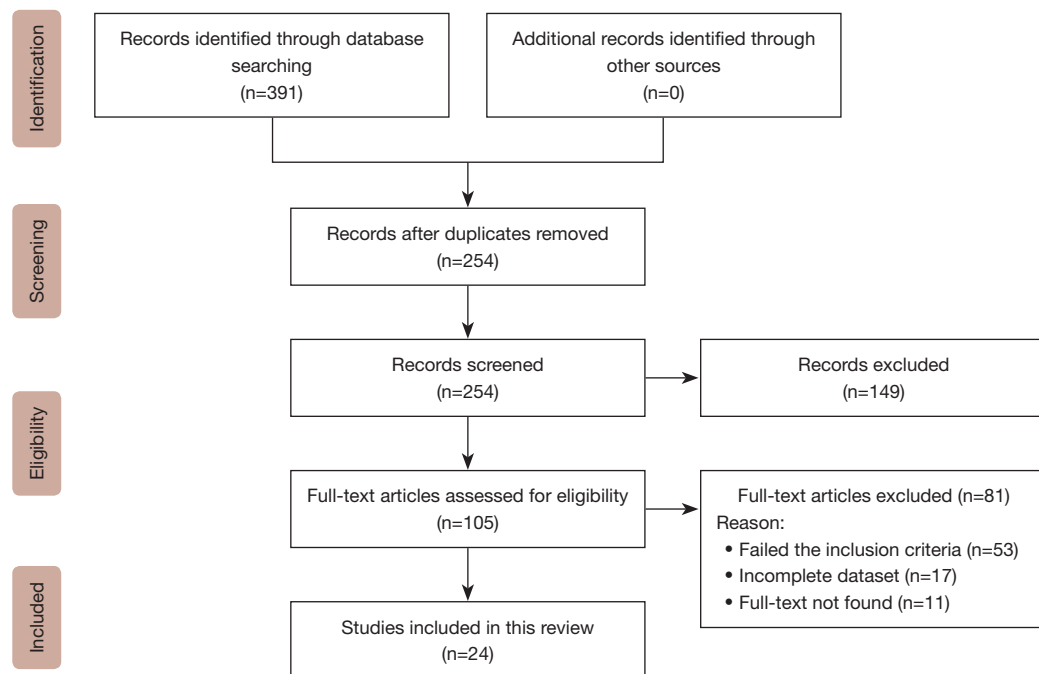 Identification
Records identified through database
searching
(n=391)
Additional records identified through
other sources
(n=0)
Screening
Records after duplicates removed
(n=254)
Records screened
(n=254)
Records excluded
(n=149)
Eligibility
Full-text articles assessed for eligibility
(n=105)
Full-text articles excluded (n=81)
Reason:
• Failed the inclusion criteria (n=53)
• Incomplete dataset (n=17)
• Full-text not found (n=11)
Included
Studies included in this review
(n=24)